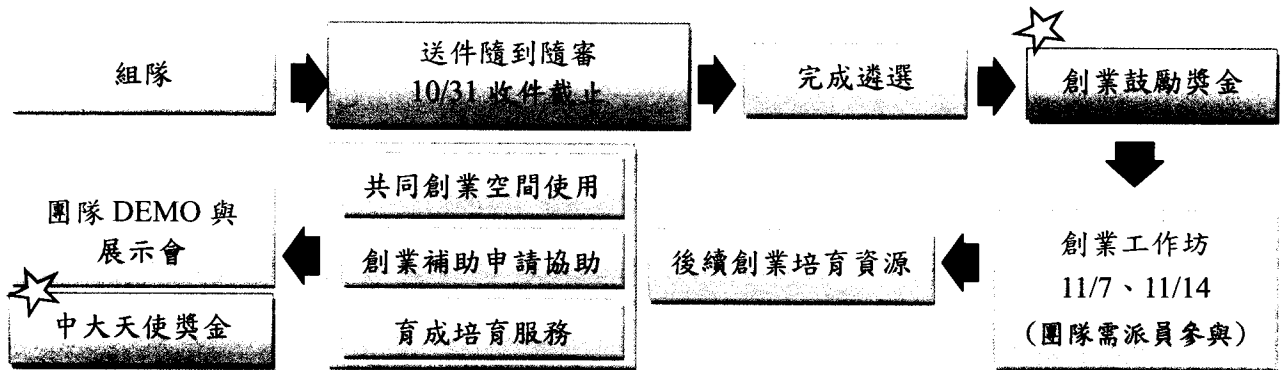 組隊
送件隨到隨審
10/31 收件截止
完成遴選
創業鼓勵獎金
創業工作坊
11/7、11/14
(團隊需派員參與)
後續創業培育資源
共同創業空間使用
創業補助申請協助
育成培育服務
團隊 DEMO 與
展示會
中大天使獎金